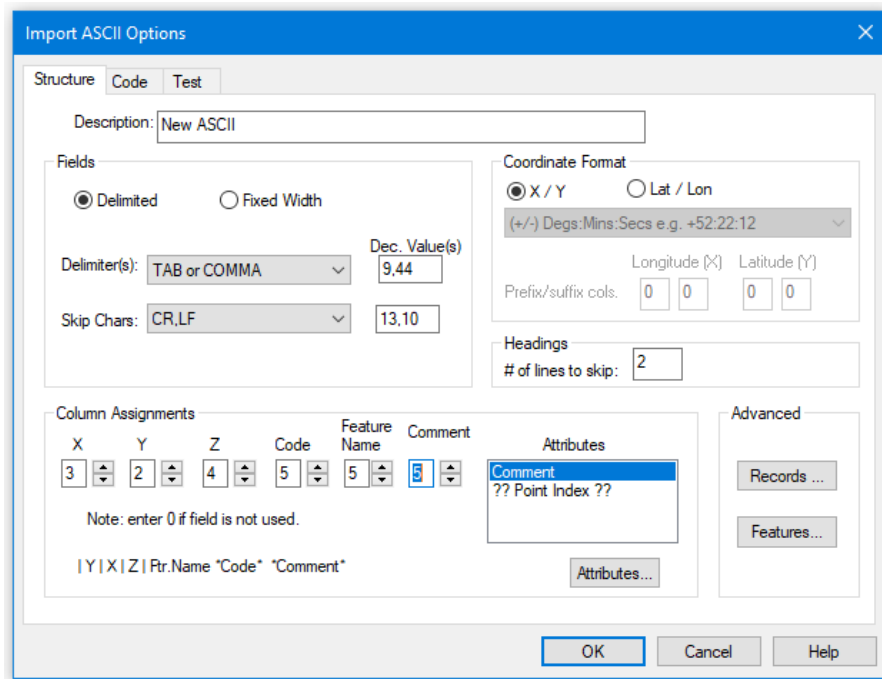 Import ASCII Options
Structure Code Test
Description: New ASCII
Fields
Delimited Fixed Width
Dec. Value(s)
Delimiter(s): TAB or COMMA 9,44
Skip Chars: CR,LF 13,10
Coordinate Format
X / Y Lat / Lon
(+/-) Degs:Mins:Secs e.g. +52:22:12
Longitude (X) Latitude (Y)
Prefix/suffix cols. 0 0 0 0
Headings
# of lines to skip: 2
Column Assignments
X Y Z Code Feature Name Comment
3 2 4 5 5 5
Note: enter 0 if field is not used.
| Y | X | Z | Ftr.Name *Code* *Comment*
Attributes
Comment
?? Point Index ??
Attributes...
Advanced
Records ...
Features...
OK Cancel Help